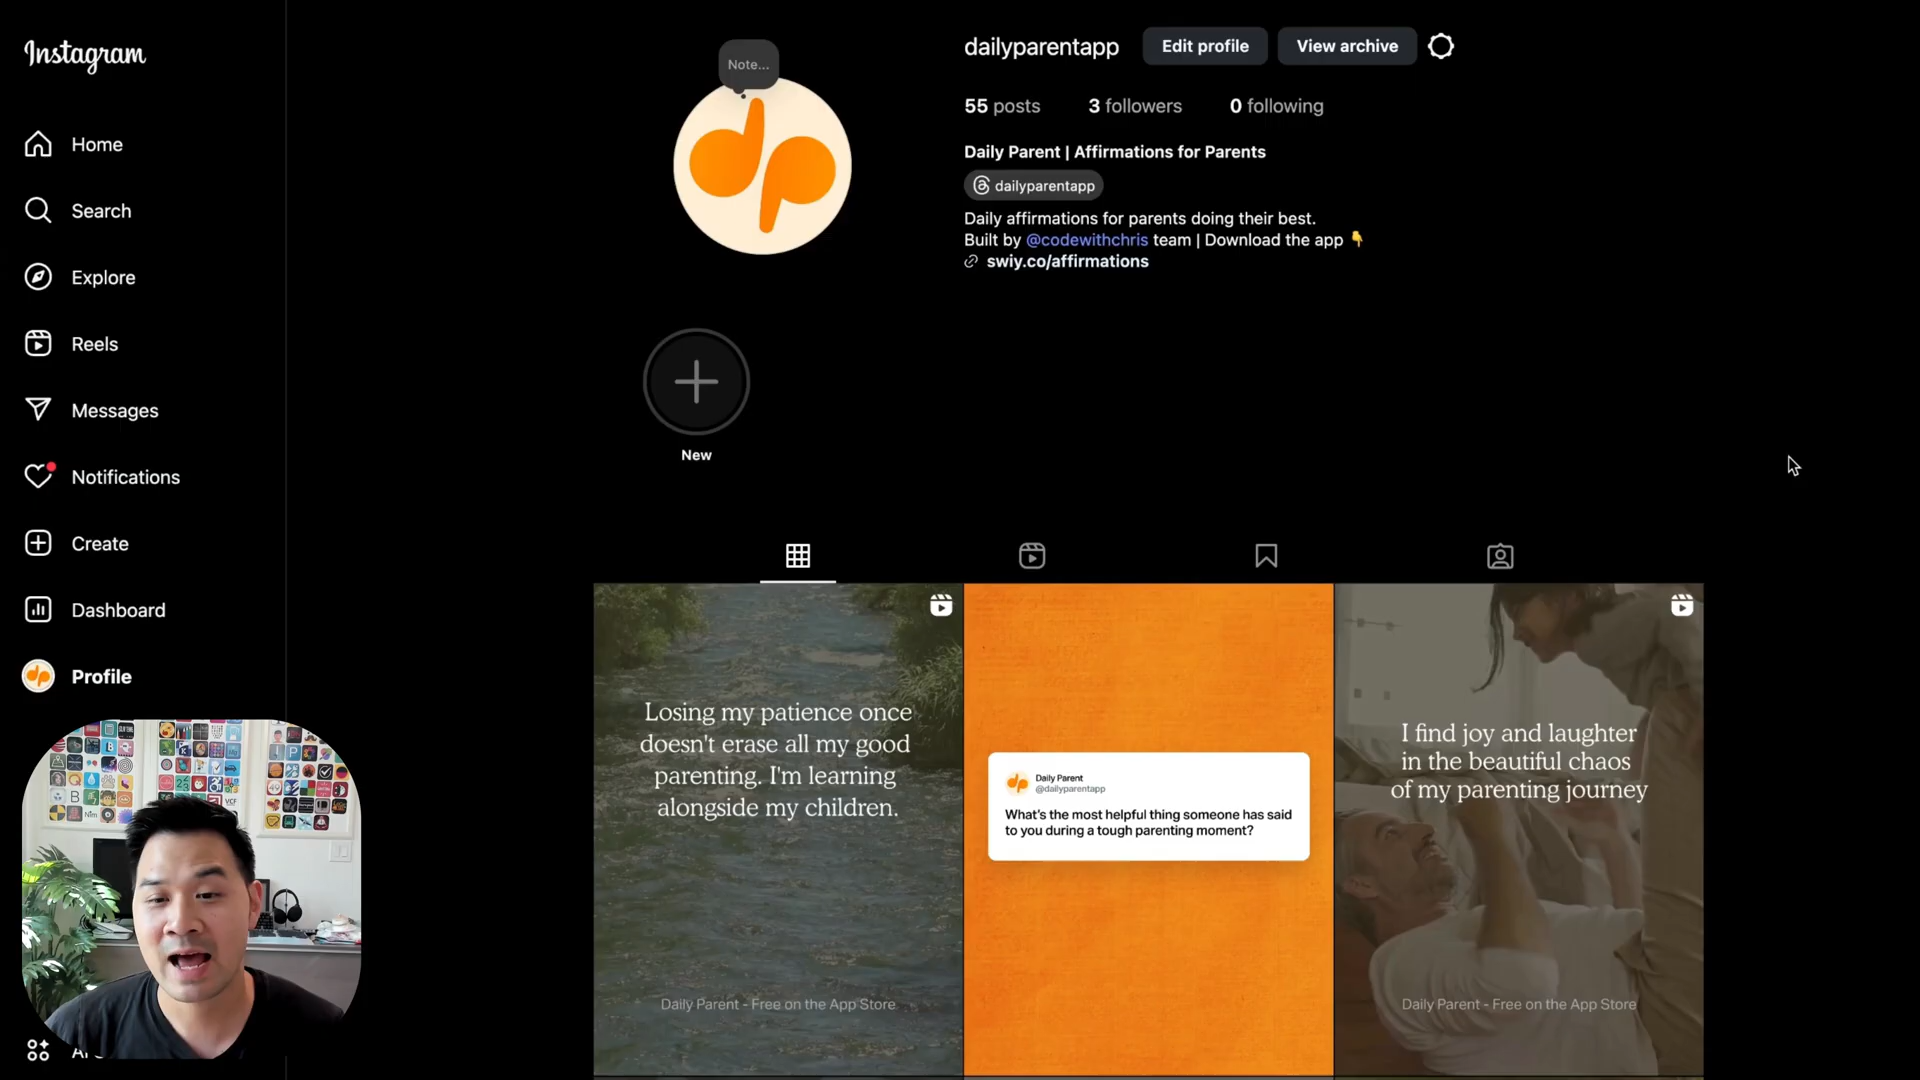 Instagram
Home
Search
Explore
Reels
Messages
Notifications
Create
Dashboard
Profile
Note...
dailyparentapp
Edit profile
View archive
55 posts
3 followers
0 following
Daily Parent | Affirmations for Parents
dailyparentapp
Daily affirmations for parents doing their best.
Built by @codewithchris team | Download the app 👇
swiy.co/affirmations
New
Losing my patience once
doesn't erase all my good
parenting. I'm learning
alongside my children.
Daily Parent - Free on the App Store
Daily Parent
@dailyparentapp
What's the most helpful thing someone has said
to you during a tough parenting moment?
I find joy and laughter
in the beautiful chaos
of my parenting journey
Daily Parent - Free on the App Store